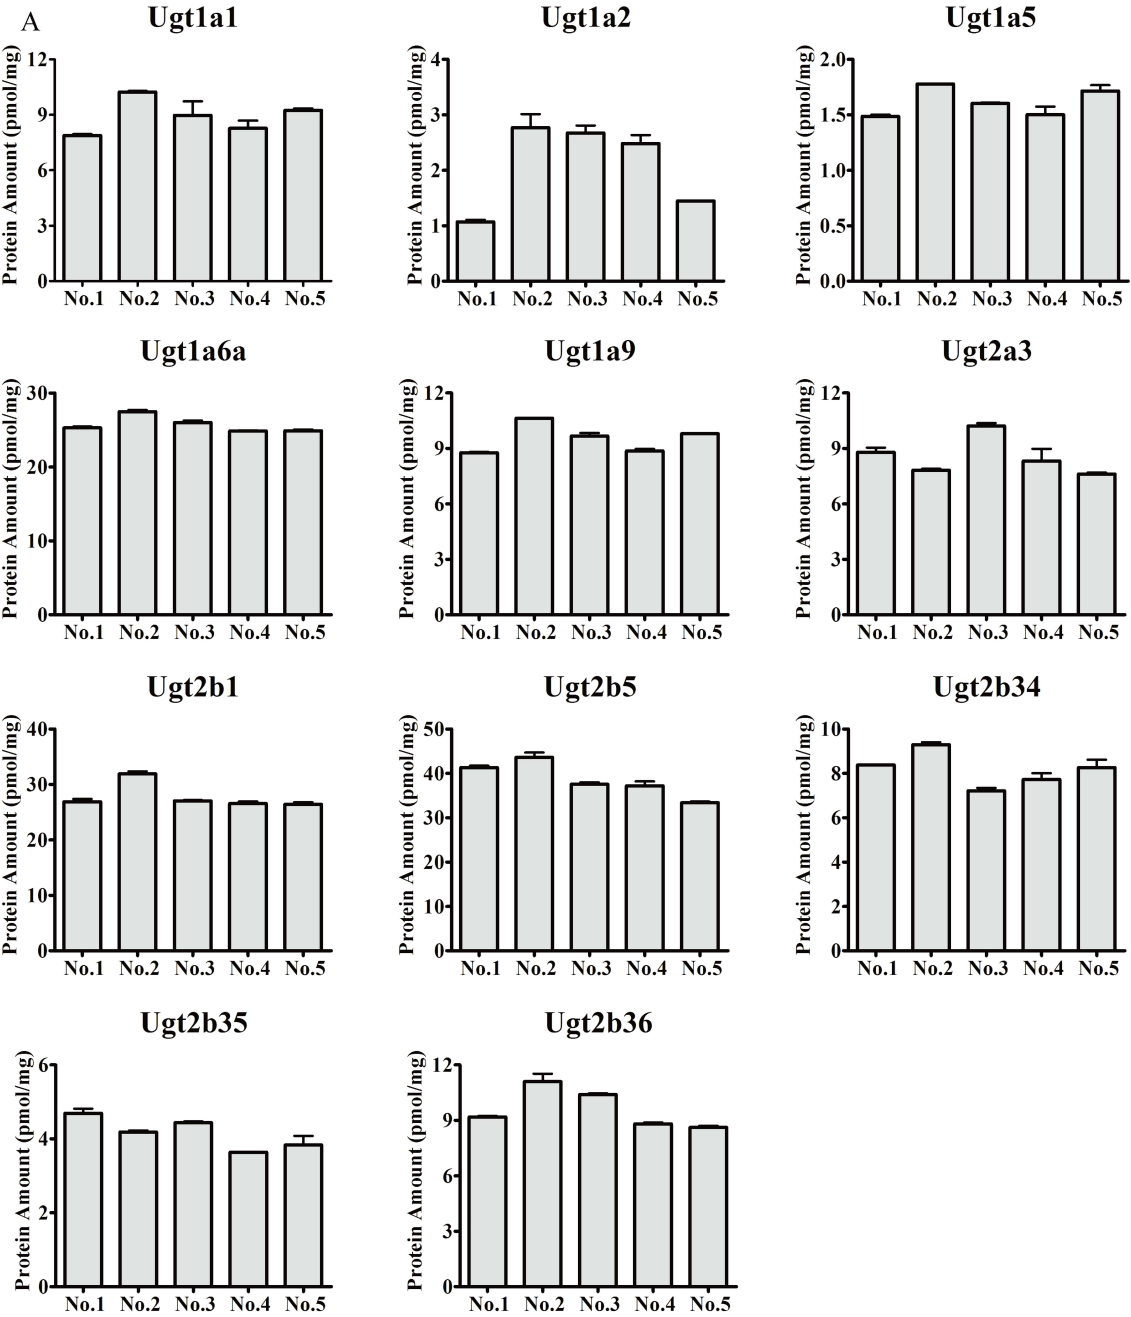 A
Ugt1a1
Protein Amount (pmol/mg)
12
9
6
3
0
No.1 No.2 No.3 No.4 No.5
Ugt1a2
Protein Amount (pmol/mg)
4
3
2
1
0
No.1 No.2 No.3 No.4 No.5
Ugt1a5
Protein Amount (pmol/mg)
2.0
1.5
1.0
0.5
0.0
No.1 No.2 No.3 No.4 No.5
Ugt1a6a
Protein Amount (pmol/mg)
30
20
10
0
No.1 No.2 No.3 No.4 No.5
Ugt1a9
Protein Amount (pmol/mg)
12
9
6
3
0
No.1 No.2 No.3 No.4 No.5
Ugt2a3
Protein Amount (pmol/mg)
12
9
6
3
0
No.1 No.2 No.3 No.4 No.5
Ugt2b1
Protein Amount (pmol/mg)
40
30
20
10
0
No.1 No.2 No.3 No.4 No.5
Ugt2b5
Protein Amount (pmol/mg)
50
40
30
20
10
0
No.1 No.2 No.3 No.4 No.5
Ugt2b34
Protein Amount (pmol/mg)
10
8
6
4
2
0
No.1 No.2 No.3 No.4 No.5
Ugt2b35
Protein Amount (pmol/mg)
6
4
2
0
No.1 No.2 No.3 No.4 No.5
Ugt2b36
Protein Amount (pmol/mg)
12
9
6
3
0
No.1 No.2 No.3 No.4 No.5